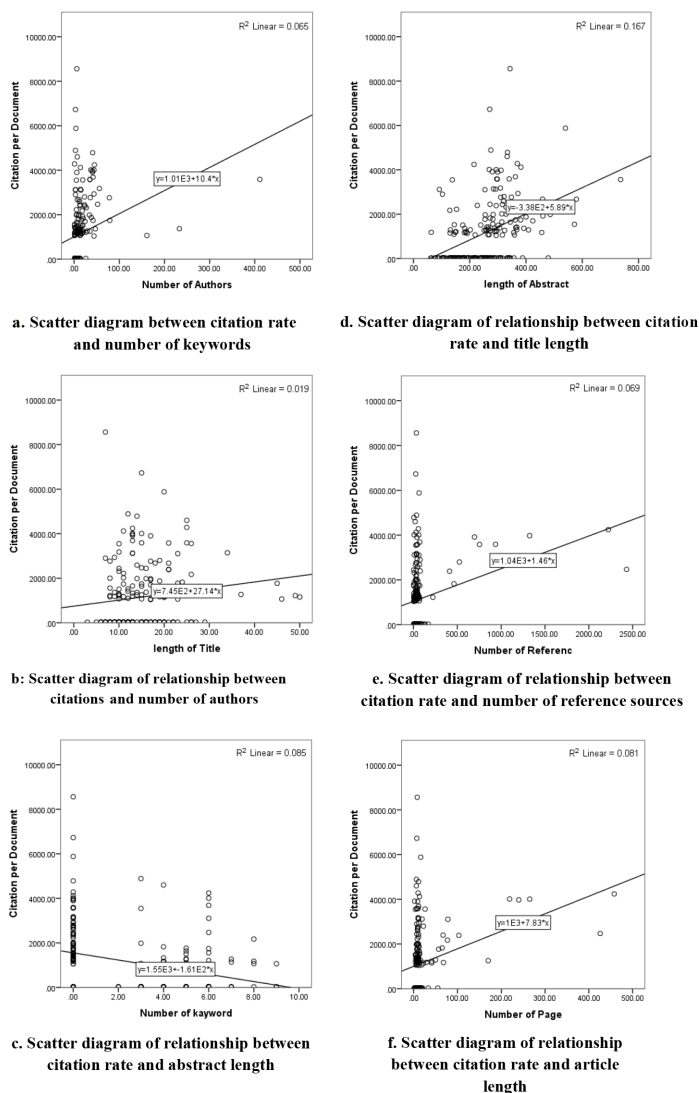 R² Linear = 0.065
10000.00
8000.00
6000.00
4000.00
2000.00
.00
Citation per Document
y=1.01E3+10.4*x
.00 100.00 200.00 300.00 400.00 500.00
Number of Authors
a. Scatter diagram between citation rate
and number of keywords
R² Linear = 0.167
10000.00
8000.00
6000.00
4000.00
2000.00
.00
Citation per Document
y=-3.38E2+5.89*x
.00 200.00 400.00 600.00 800.00
length of Abstract
d. Scatter diagram of relationship between citation
rate and title length
R² Linear = 0.019
10000.00
8000.00
6000.00
4000.00
2000.00
.00
Citation per Document
y=7.45E2+27.14*x
.00 10.00 20.00 30.00 40.00 50.00
length of Title
b: Scatter diagram of relationship between
citations and number of authors
R² Linear = 0.069
10000.00
8000.00
6000.00
4000.00
2000.00
.00
Citation per Document
y=1.04E3+1.46*x
.00 500.00 1000.00 1500.00 2000.00 2500.00
Number of Referenc
e. Scatter diagram of relationship between
citation rate and number of reference sources
R² Linear = 0.085
10000.00
8000.00
6000.00
4000.00
2000.00
.00
Citation per Document
y=1.55E3+-1.61E2*x
.00 2.00 4.00 6.00 8.00 10.00
Number of kayword
c. Scatter diagram of relationship between
citation rate and abstract length
R² Linear = 0.081
10000.00
8000.00
6000.00
4000.00
2000.00
.00
Citation per Document
y=1E3+7.83*x
.00 100.00 200.00 300.00 400.00 500.00
Number of Page
f. Scatter diagram of relationship
between citation rate and article
length